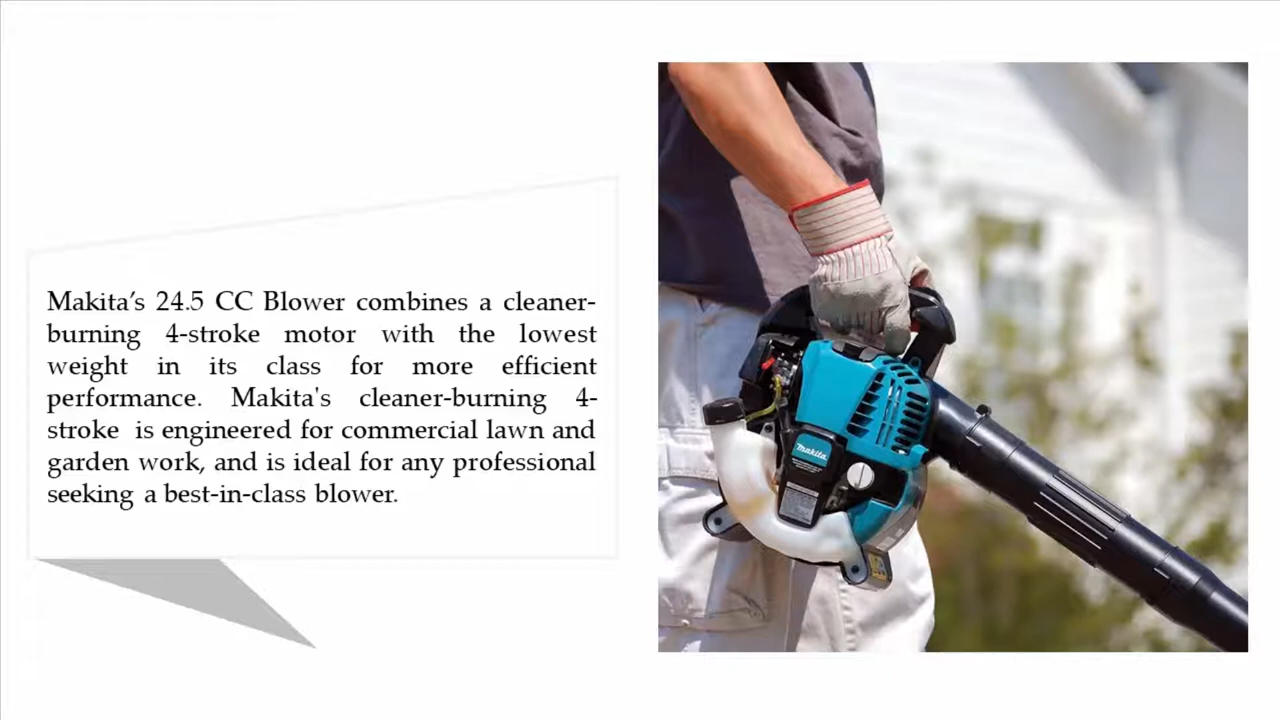 Makita’s 24.5 CC Blower combines a cleaner-
burning 4-stroke motor with the lowest
weight in its class for more efficient
performance. Makita's cleaner-burning 4-
stroke is engineered for commercial lawn and
garden work, and is ideal for any professional
seeking a best-in-class blower.
makita